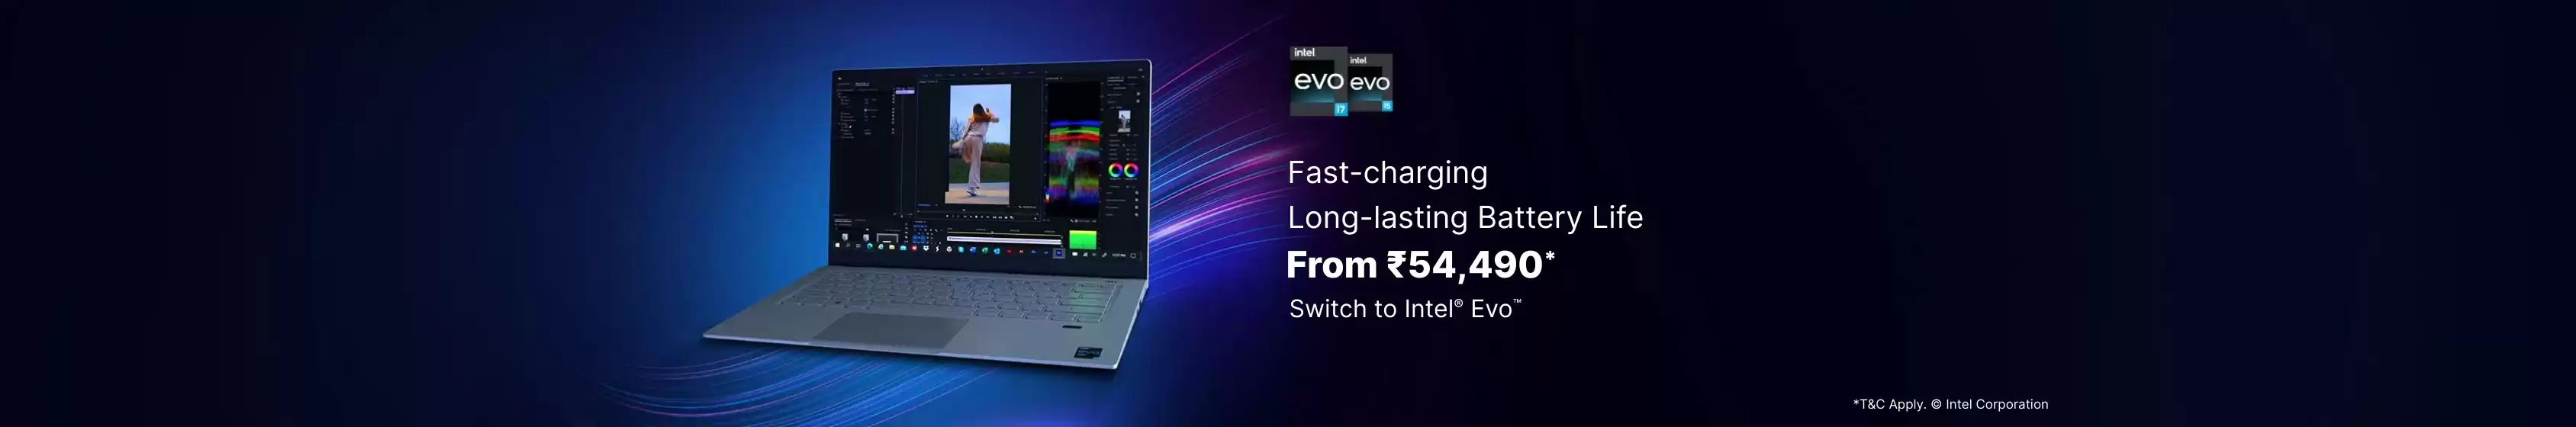 intel
evo
i7
intel
evo
i5
Fast-charging
Long-lasting Battery Life
From ₹54,490*
Switch to Intel® Evo™
*T&C Apply. © Intel Corporation